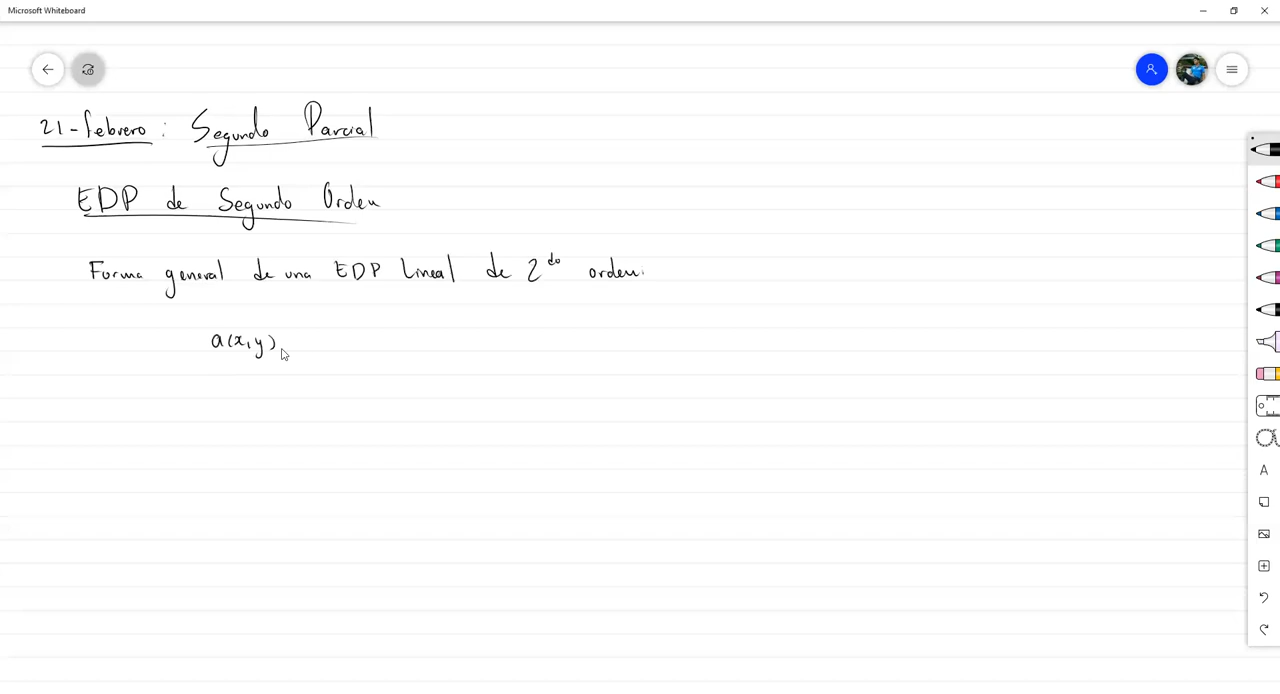 Microsoft Whiteboard
21-febrero: Segundo Parcial
EDP de Segundo Orden
Forma general de una EDP Lineal de 2do orden:
a(x,y)
A